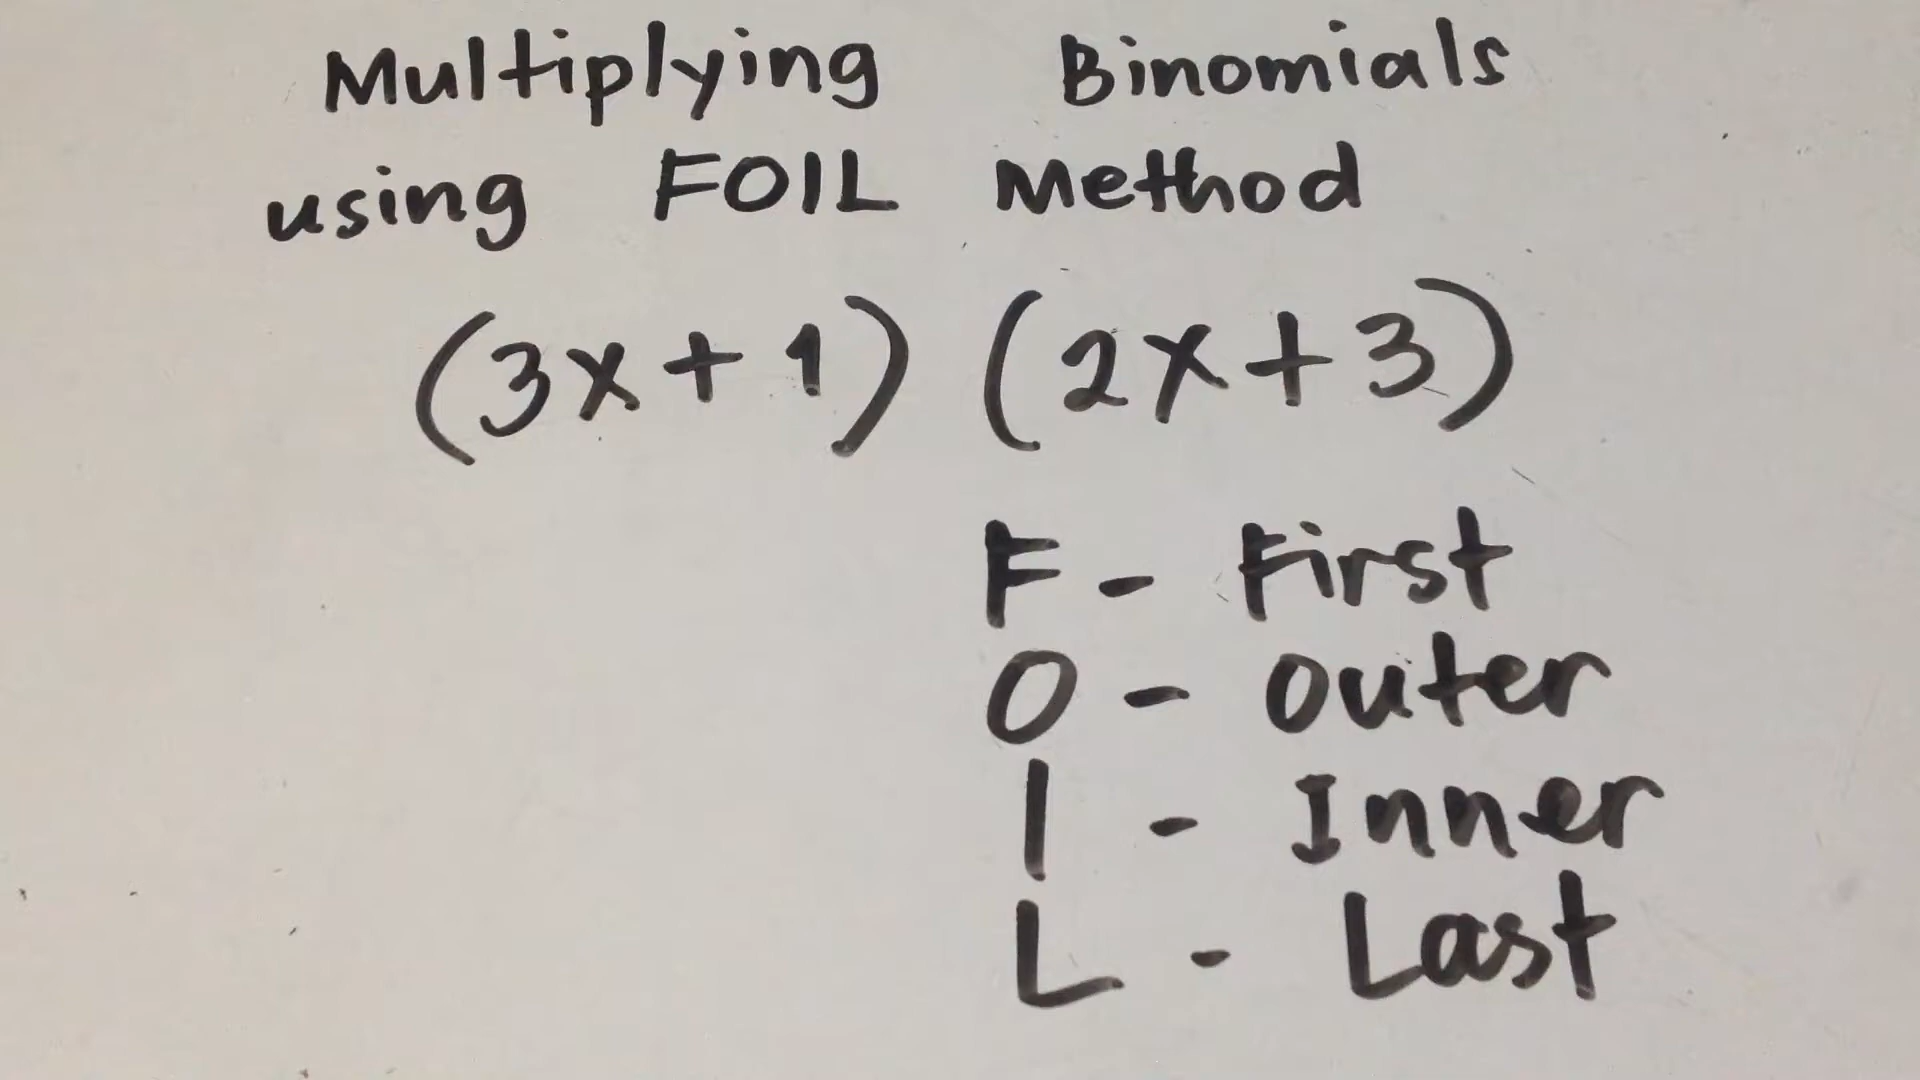 Multiplying Binomials
using FOIL Method
(3x+1) (2x+3)
F - First
O - Outer
I - Inner
L - Last